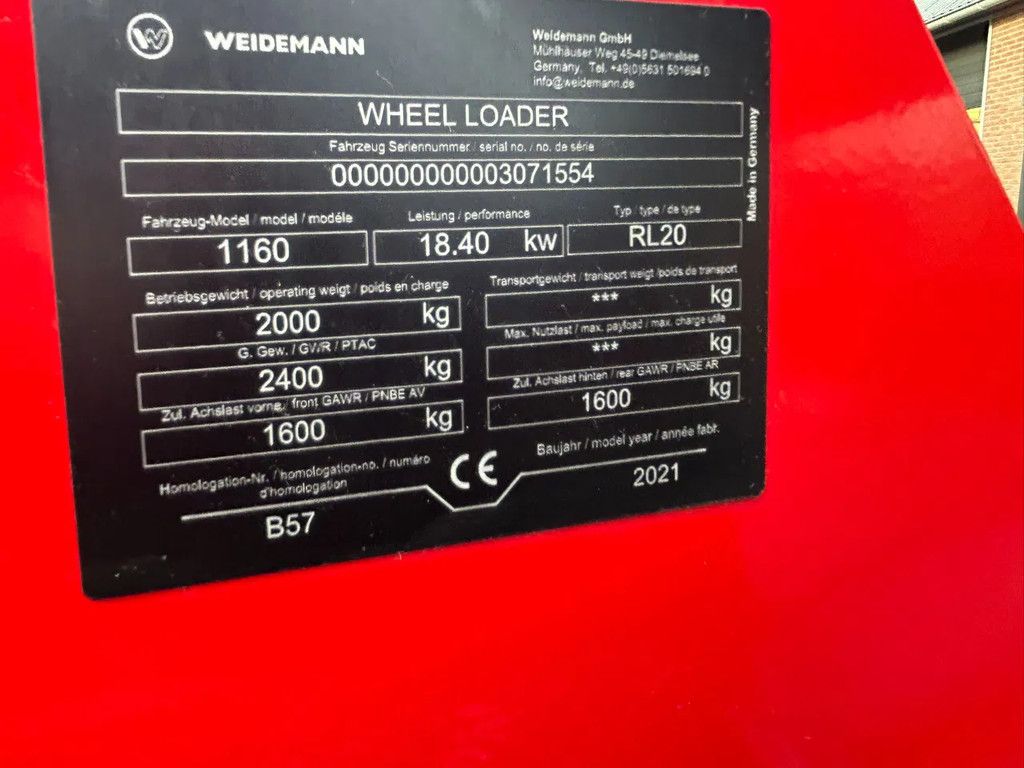 WEIDEMANN
Weidemann GmbH
Mühlhäuser Weg 45-49 Diemelsee
Germany, Tel. +49(0)5631 501694 0
info@weidemann.de
WHEEL LOADER
Fahrzeug Seriennummer / serial no. / no. de série
000000000003071554
Made in Germany
Fahrzeug-Model / model / modéle
Leistung / performance
Typ / type / de type
1160
18.40 kw
RL20
Betriebsgewicht / operating weigt / poids en charge
Transportgewicht / transport weigt / poids de transport
2000 kg
*** kg
G. Gew. / GWR / PTAC
Max. Nutzlast / max. payload / max. charge utile
2400 kg
*** kg
Zul. Achslast vorne / front GAWR / PNBE AV
Zul. Achslast hinten / rear GAWR / PNBE AR
1600 kg
1600 kg
Homologation-Nr. / homologation-no. / numéro
d'homologation
CE
Baujahr / model year / année fabr.
B57
2021